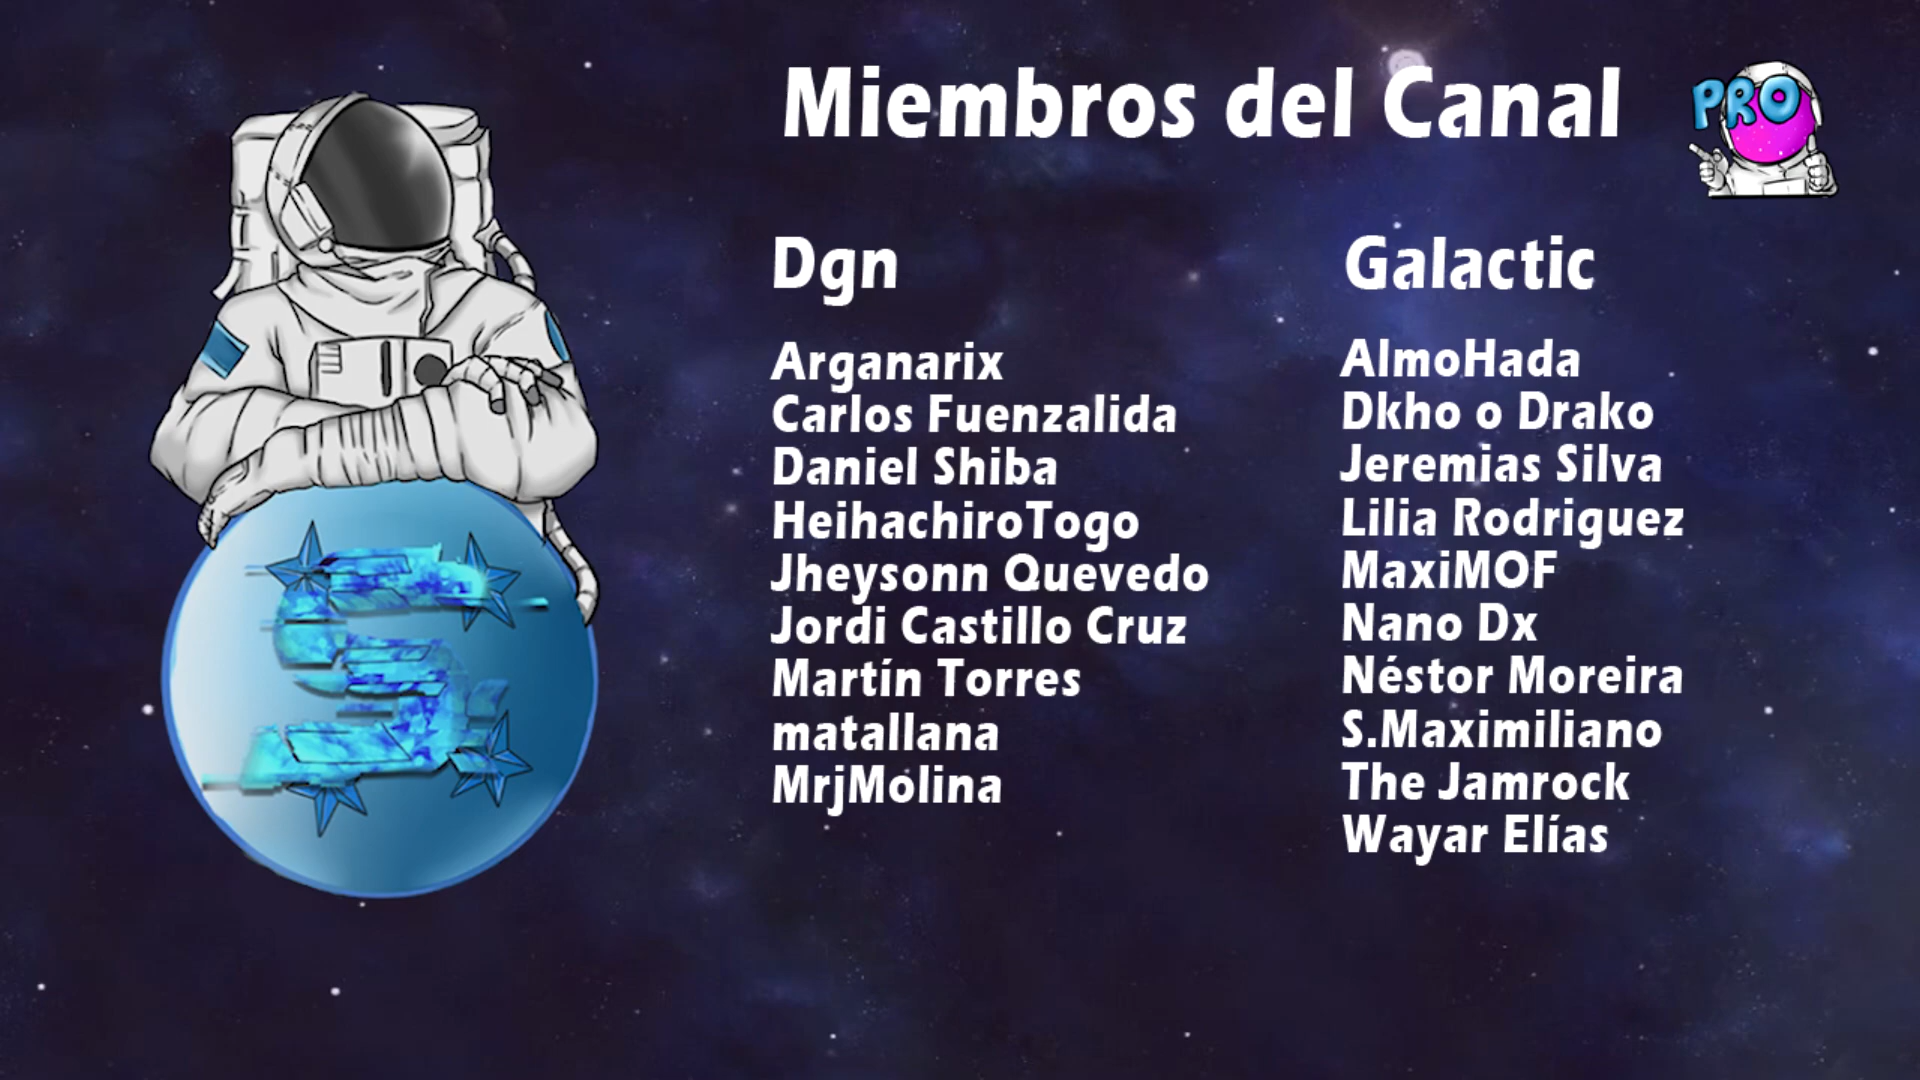 Miembros del Canal
PRO
Dgn
Arganarix
Carlos Fuenzalida
Daniel Shiba
HeihachiroTogo
Jheysonn Quevedo
Jordi Castillo Cruz
Martín Torres
matallana
MrjMolina
Galactic
AlmoHada
Dkho o Drako
Jeremias Silva
Lilia Rodriguez
MaxiMOF
Nano Dx
Néstor Moreira
S.Maximiliano
The Jamrock
Wayar Elías
S